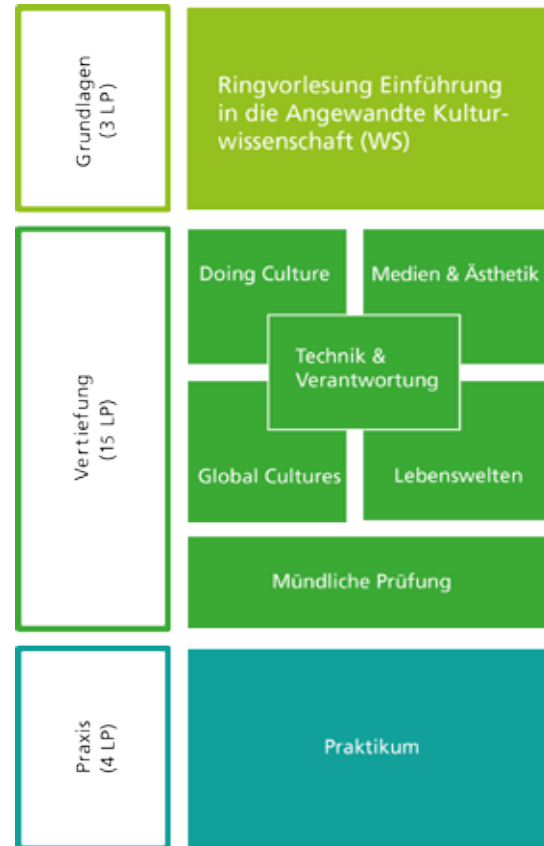 Grundlagen
(3 LP)
Ringvorlesung Einführung
in die Angewandte Kultur-
wissenschaft (WS)
Vertiefung
(15 LP)
Doing Culture
Medien & Ästhetik
Technik &
Verantwortung
Global Cultures
Lebenswelten
Mündliche Prüfung
Praxis
(4 LP)
Praktikum